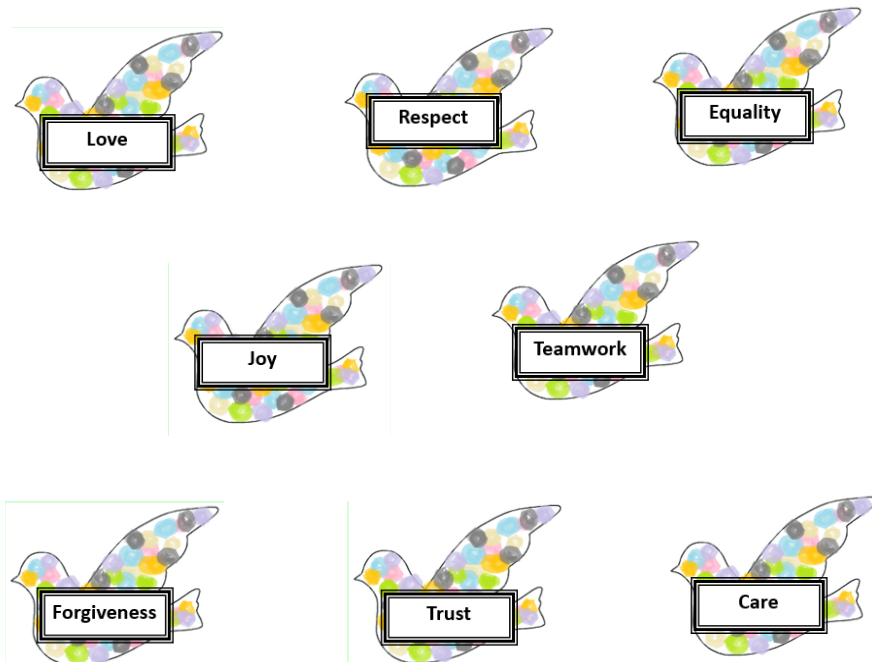 Love
Respect
Equality
Joy
Teamwork
Forgiveness
Trust
Care